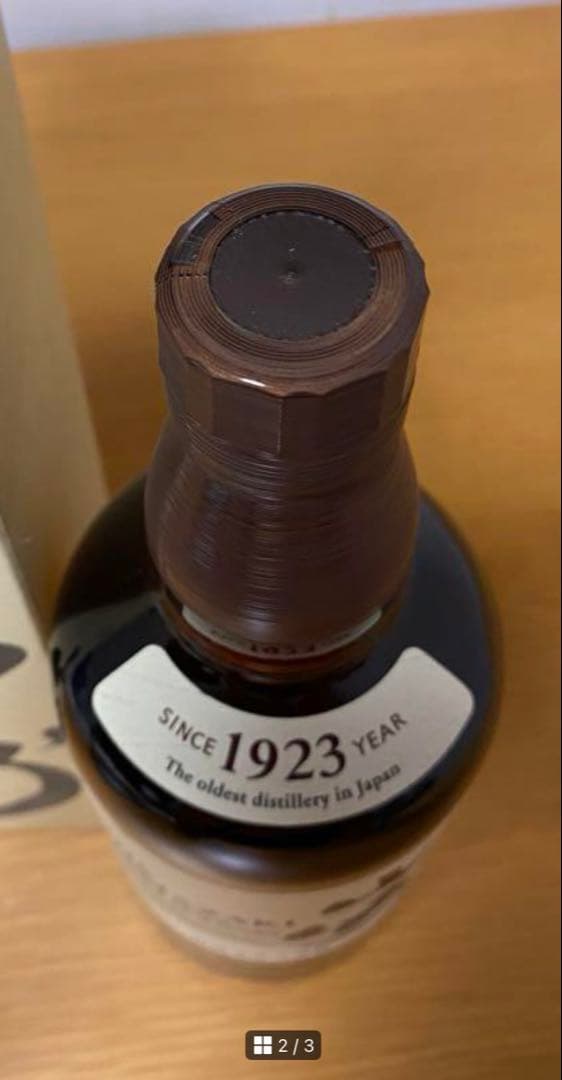 SINCE 1923 YEAR
The oldest distillery in Japan
2 / 3